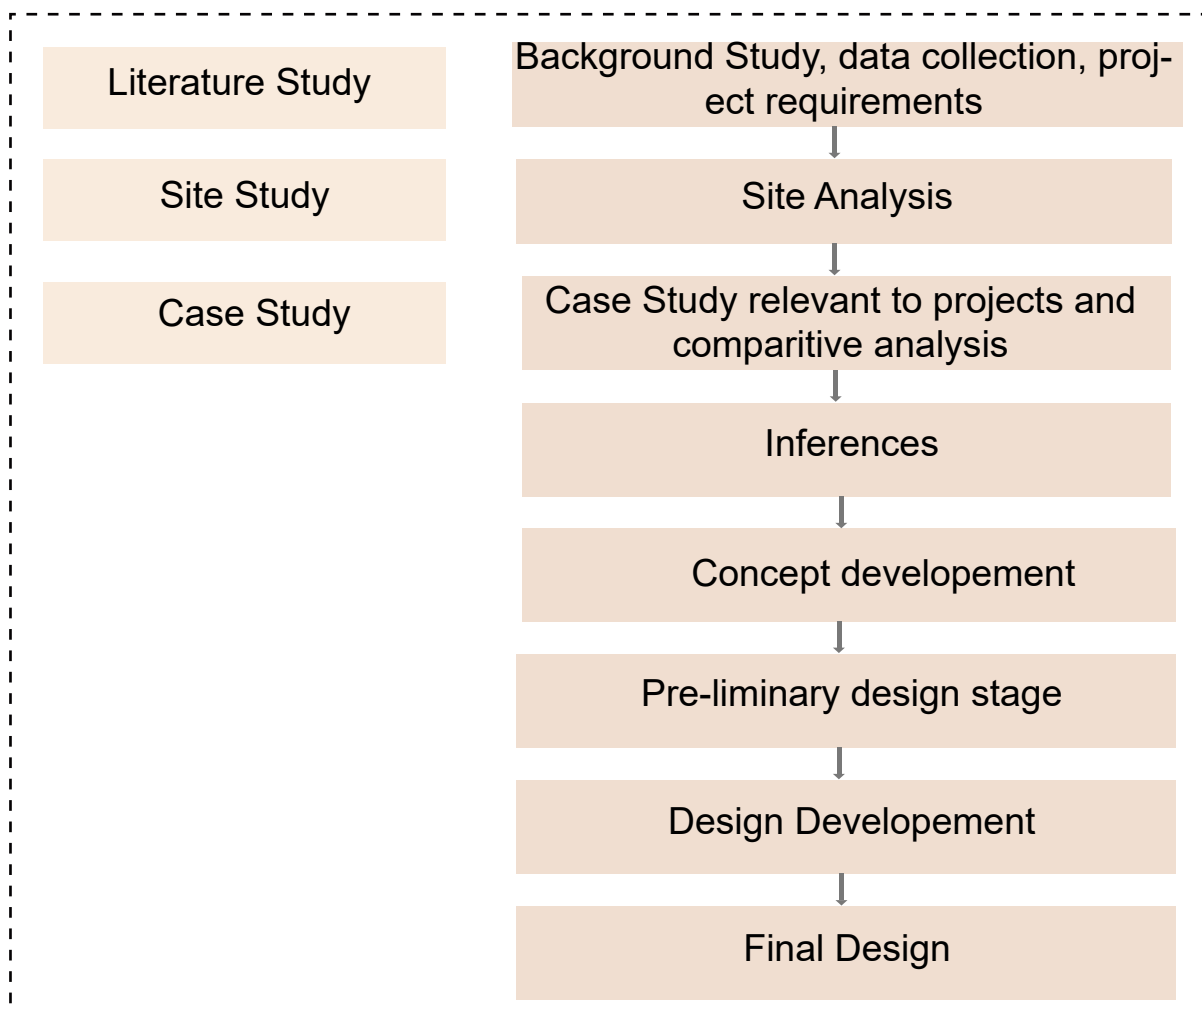 Literature Study
Background Study, data collection, proj-
ect requirements
Site Study
Site Analysis
Case Study
Case Study relevant to projects and
comparitive analysis
Inferences
Concept developement
Pre-liminary design stage
Design Developement
Final Design